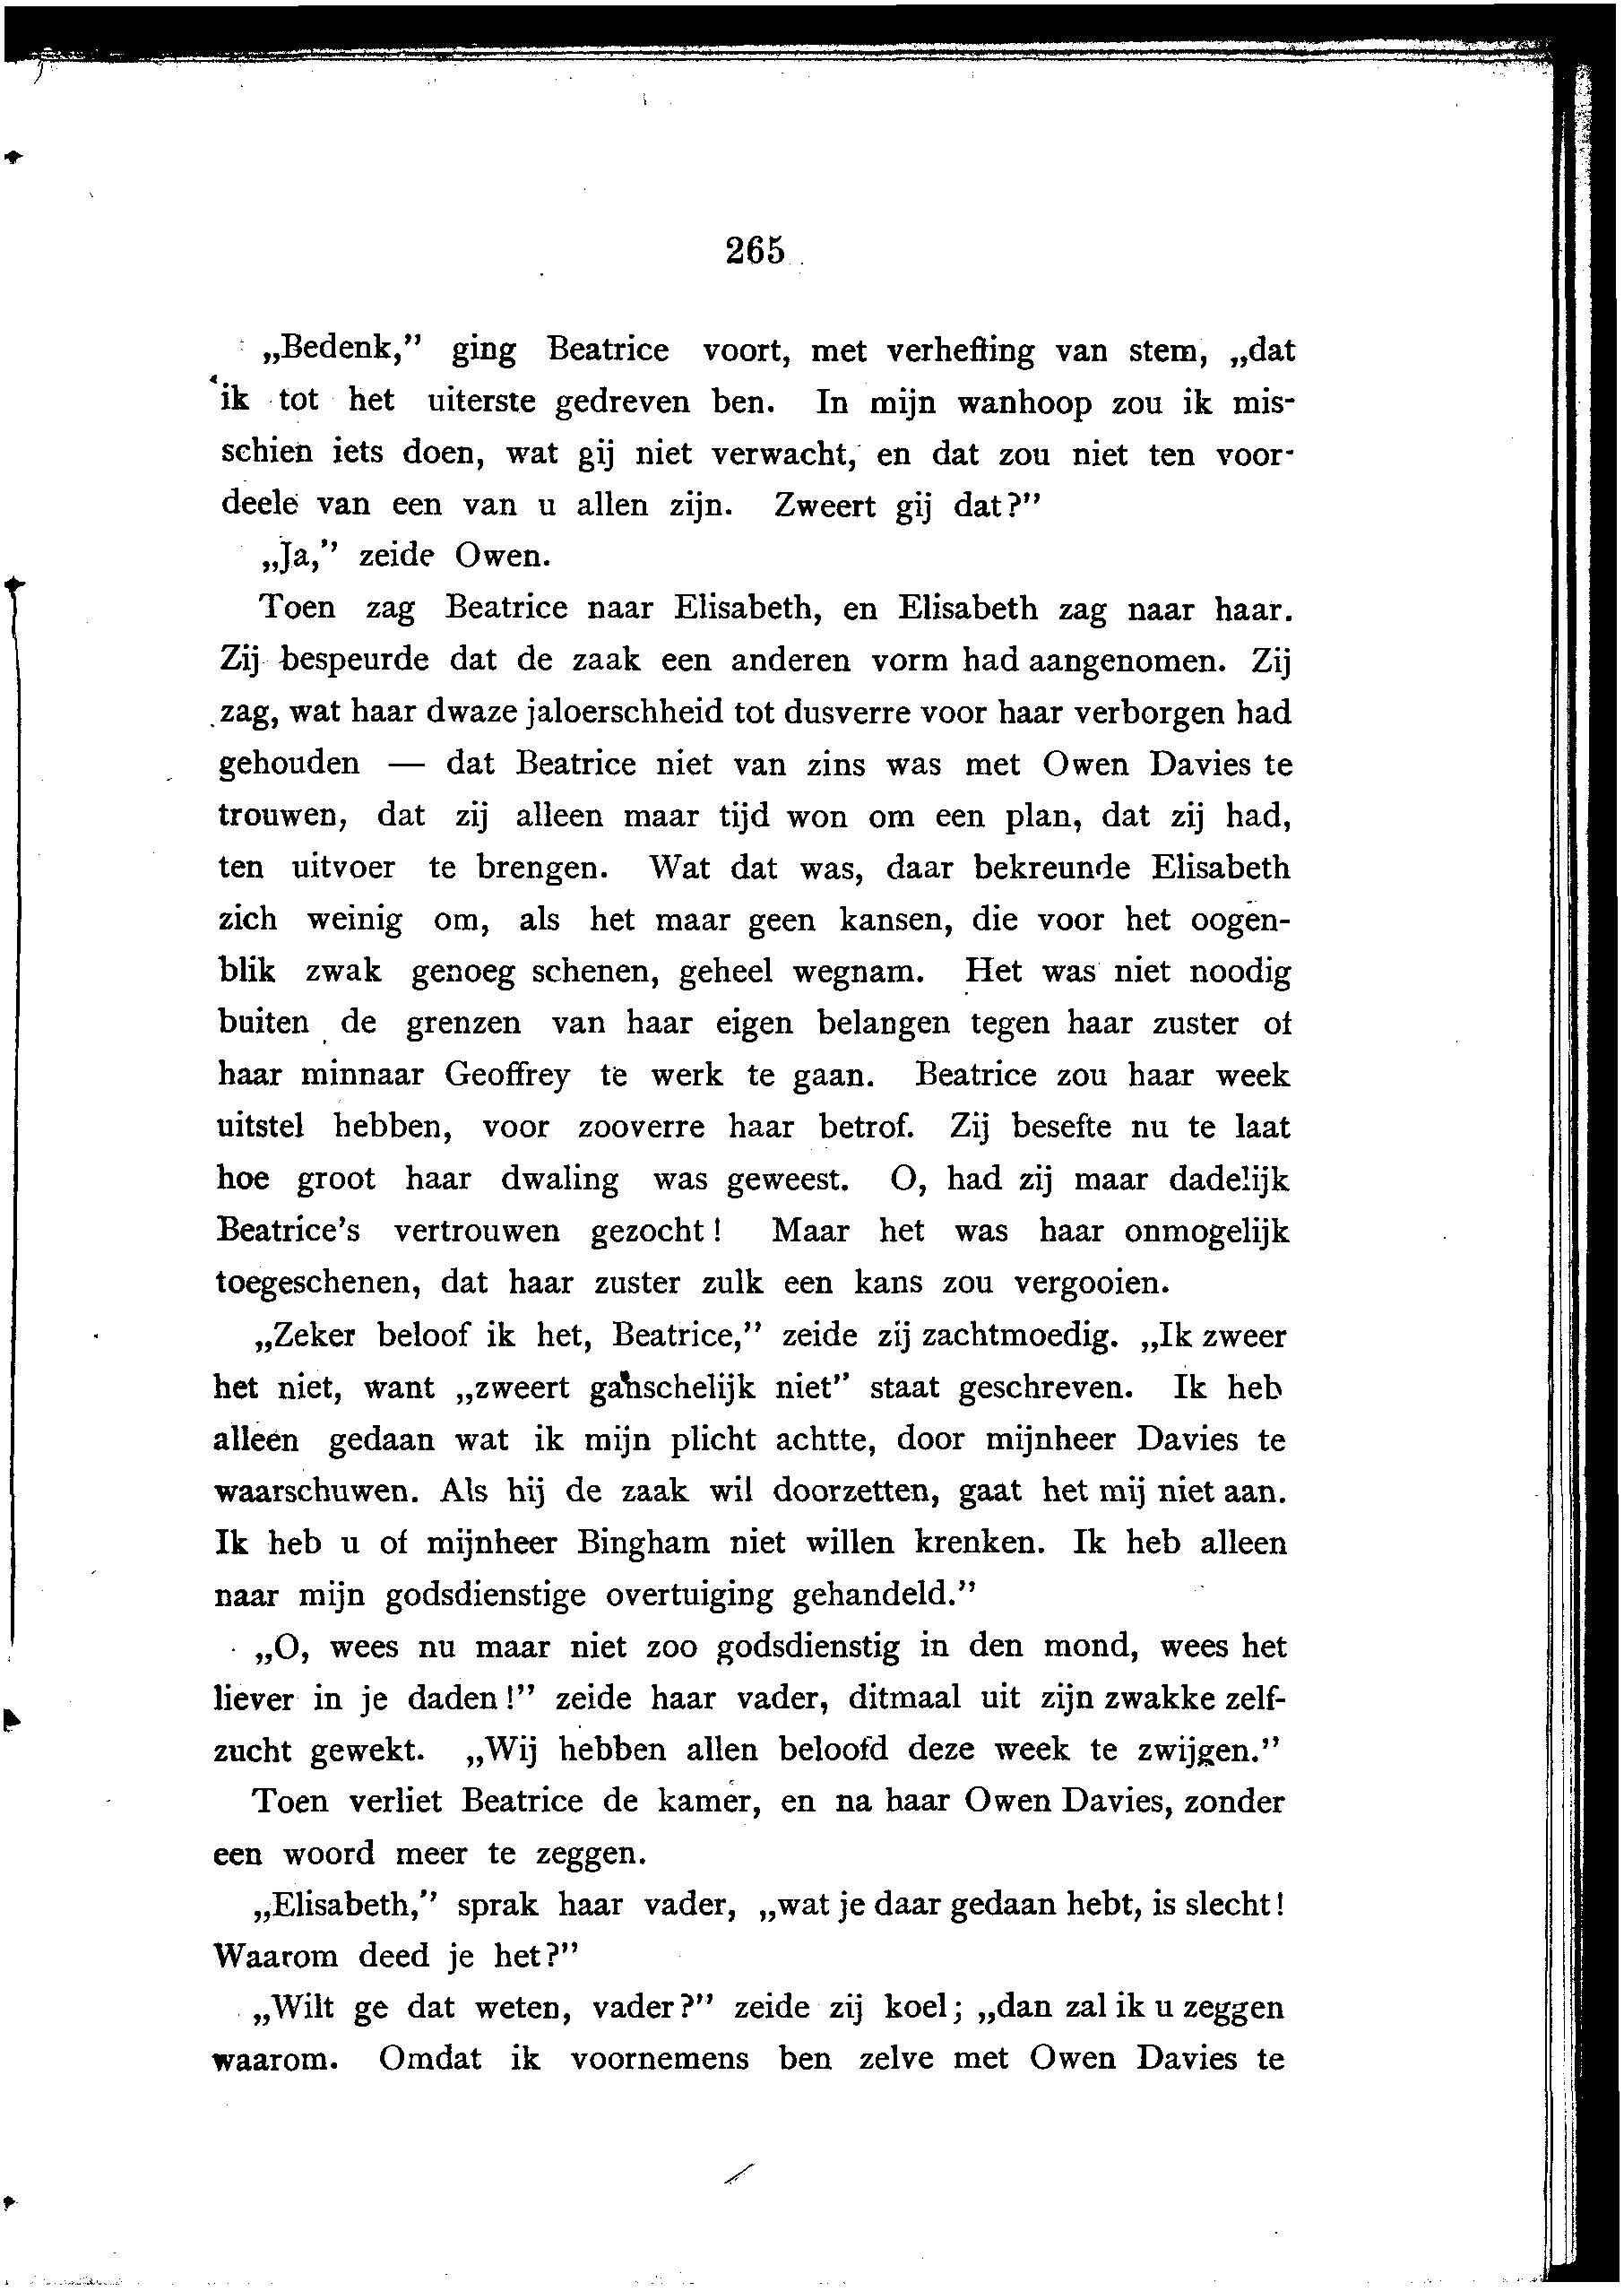 265
„Bedenk,” ging Beatrice voort, met verheffing van stem, „dat
ik tot het uiterste gedreven ben. In mijn wanhoop zou ik mis-
schien iets doen, wat gij niet verwacht, en dat zou niet ten voor-
deele van een van u allen zijn. Zweert gij dat?”
„Ja,” zeide Owen.
Toen zag Beatrice naar Elisabeth, en Elisabeth zag naar haar.
Zij bespeurde dat de zaak een anderen vorm had aangenomen. Zij
zag, wat haar dwaze jaloerschheid tot dusverre voor haar verborgen had
gehouden — dat Beatrice niet van zins was met Owen Davies te
trouwen, dat zij alleen maar tijd won om een plan, dat zij had,
ten uitvoer te brengen. Wat dat was, daar bekreunde Elisabeth
zich weinig om, als het maar geen kansen, die voor het oogen-
blik zwak genoeg schenen, geheel wegnam. Het was niet noodig
buiten de grenzen van haar eigen belangen tegen haar zuster of
haar minnaar Geoffrey te werk te gaan. Beatrice zou haar week
uitstel hebben, voor zooverre haar betrof. Zij besefte nu te laat
hoe groot haar dwaling was geweest. O, had zij maar dadelijk
Beatrice's vertrouwen gezocht! Maar het was haar onmogelijk
toegeschenen, dat haar zuster zulk een kans zou vergooien.
„Zeker beloof ik het, Beatrice,” zeide zij zachtmoedig. „Ik zweer
het niet, want „zweert ganschelijk niet” staat geschreven. Ik heb
alleen gedaan wat ik mijn plicht achtte, door mijnheer Davies te
waarschuwen. Als hij de zaak wil doorzetten, gaat het mij niet aan.
Ik heb u of mijnheer Bingham niet willen krenken. Ik heb alleen
naar mijn godsdienstige overtuiging gehandeld.”
„O, wees nu maar niet zoo godsdienstig in den mond, wees het
liever in je daden!” zeide haar vader, ditmaal uit zijn zwakke zelf-
zucht gewekt. „Wij hebben allen beloofd deze week te zwijgen.”
Toen verliet Beatrice de kamer, en na haar Owen Davies, zonder
een woord meer te zeggen.
„Elisabeth,” sprak haar vader, „wat je daar gedaan hebt, is slecht!
Waarom deed je het?”
„Wilt ge dat weten, vader?” zeide zij koel; „dan zal ik u zeggen
waarom. Omdat ik voornemens ben zelve met Owen Davies te